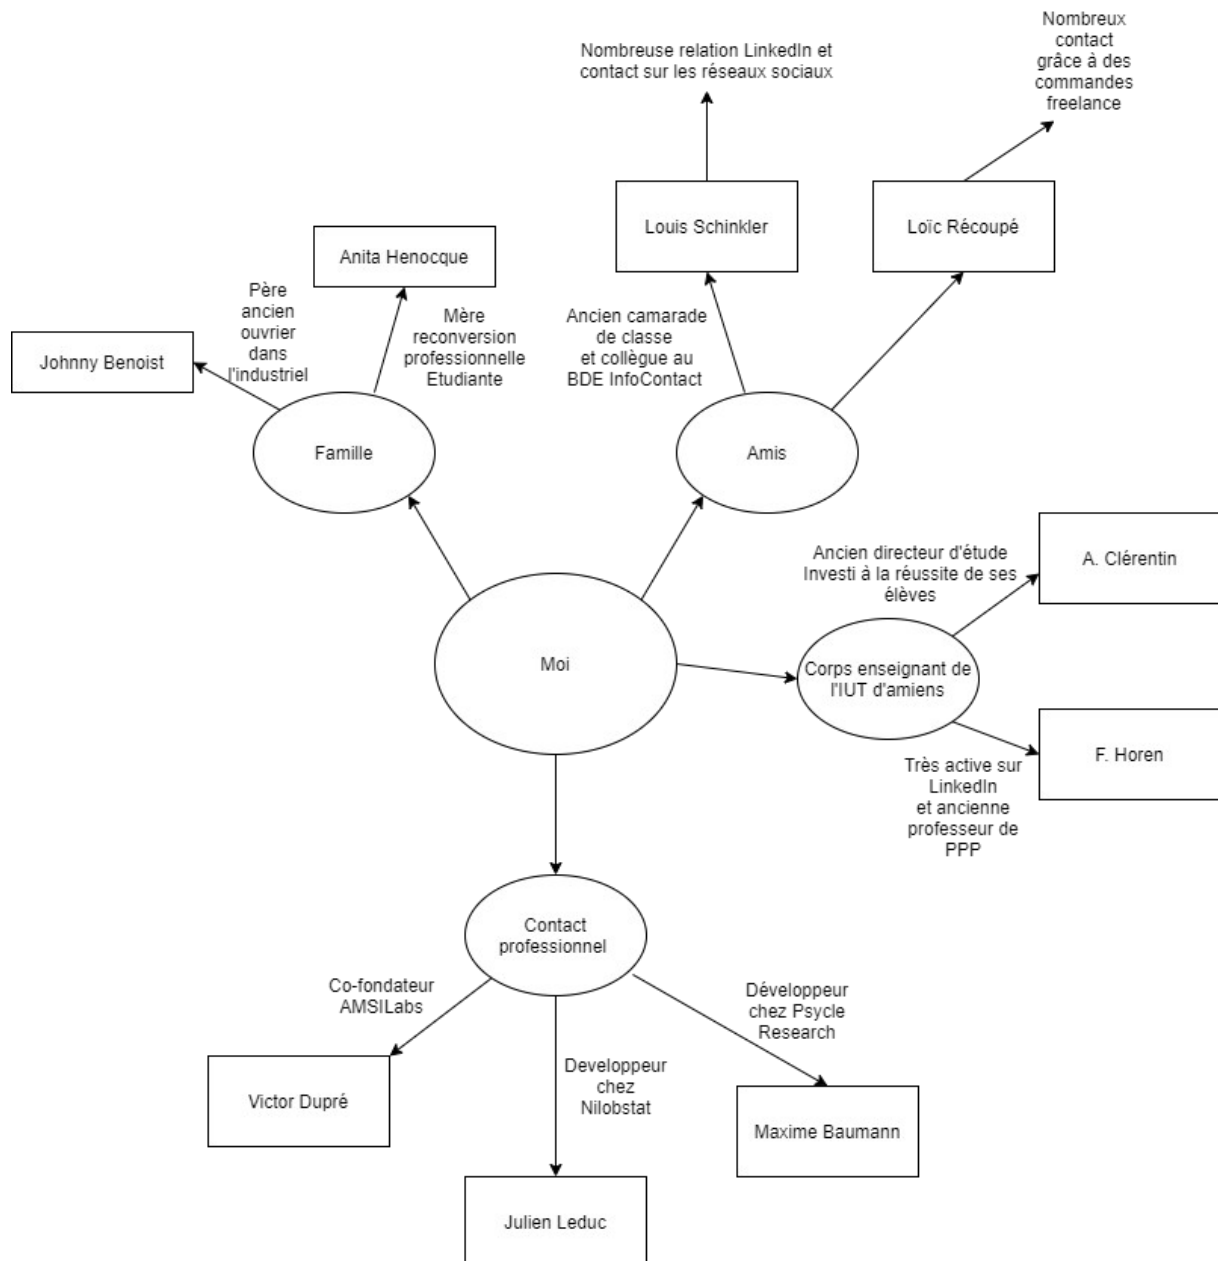 Nombreux
contact
grâce à des
commandes
freelance
Nombreuse relation LinkedIn et
contact sur les réseaux sociaux
Louis Schinkler
Loïc Récoupé
Anita Henocque
Père
ancien
ouvrier
dans
l'industriel
Mère
reconversion
professionnelle
Etudiante
Ancien camarade
de classe
et collègue au
BDE InfoContact
Johnny Benoist
Famille
Amis
Ancien directeur d'étude
Investi à la réussite de ses
élèves
A. Clérentin
Moi
Corps enseignant de
l'IUT d'amiens
F. Horen
Très active sur
LinkedIn
et ancienne
professeur de
PPP
Contact
professionnel
Co-fondateur
AMSILabs
Développeur
chez Psycle
Research
Developpeur
chez
Nilobstat
Victor Dupré
Maxime Baumann
Julien Leduc